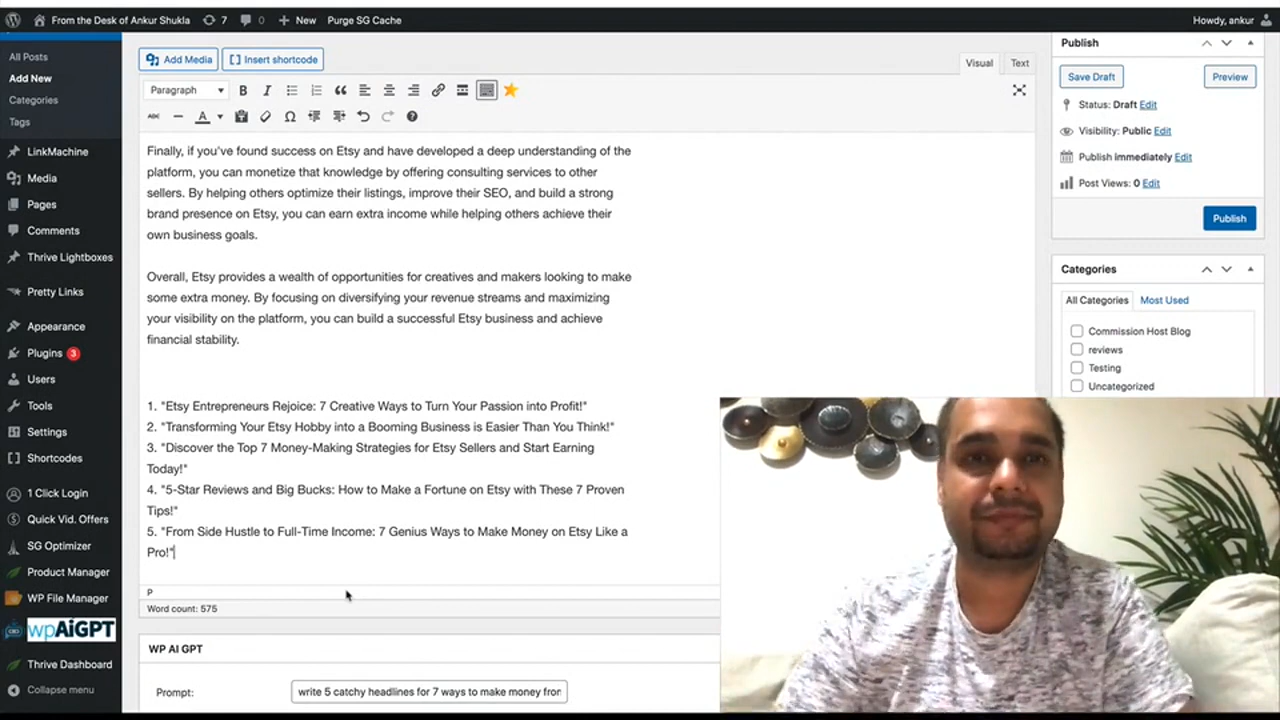 From the Desk of Ankur Shukla 7 0 New Purge SG Cache Howdy, ankur
All Posts
Add New
Categories
Tags
LinkMachine
Media
Pages
Comments
Thrive Lightboxes
Pretty Links
Appearance
Plugins 3
Users
Tools
Settings
Shortcodes
1 Click Login
Quick Vid. Offers
SG Optimizer
Product Manager
WP File Manager
wpAiGPT
Thrive Dashboard
Collapse menu
Add Media Insert shortcode
Visual Text
Paragraph B I
ABC A
Finally, if you've found success on Etsy and have developed a deep understanding of the
platform, you can monetize that knowledge by offering consulting services to other
sellers. By helping others optimize their listings, improve their SEO, and build a strong
brand presence on Etsy, you can earn extra income while helping others achieve their
own business goals.
Overall, Etsy provides a wealth of opportunities for creatives and makers looking to make
some extra money. By focusing on diversifying your revenue streams and maximizing
your visibility on the platform, you can build a successful Etsy business and achieve
financial stability.
1. "Etsy Entrepreneurs Rejoice: 7 Creative Ways to Turn Your Passion into Profit!"
2. "Transforming Your Etsy Hobby into a Booming Business is Easier Than You Think!"
3. "Discover the Top 7 Money-Making Strategies for Etsy Sellers and Start Earning
Today!"
4. "5-Star Reviews and Big Bucks: How to Make a Fortune on Etsy with These 7 Proven
Tips!"
5. "From Side Hustle to Full-Time Income: 7 Genius Ways to Make Money on Etsy Like a
Pro!"
P
Word count: 575
WP AI GPT
Prompt: write 5 catchy headlines for 7 ways to make money from
Publish
Save Draft Preview
Status: Draft Edit
Visibility: Public Edit
Publish immediately Edit
Post Views: 0 Edit
Publish
Categories
All Categories Most Used
Commission Host Blog
reviews
Testing
Uncategorized